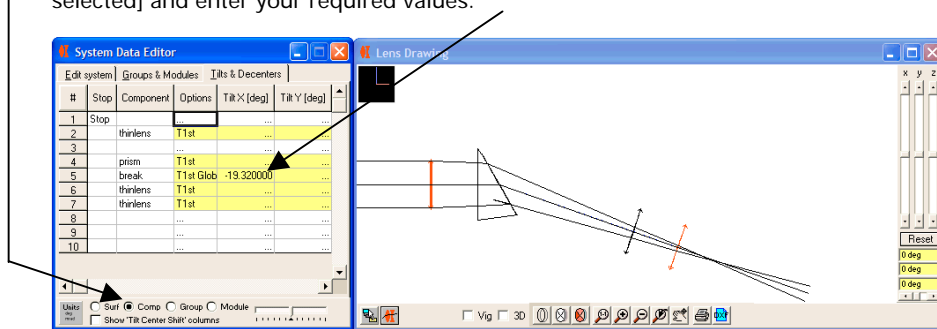 selected] and enter your required values.
System Data Editor
Lens Drawing
Edit system Groups & Modules Tilts & Decenters
# Stop Component Options Tilt X [deg] Tilt Y [deg]
1 Stop ...
2 thinlens T1st ... ...
3 ... ... ...
4 prism T1st ... ...
5 break T1st Glob -19.320000 ...
6 thinlens T1st ... ...
7 thinlens T1st ... ...
8 ... ... ...
9 ... ... ...
10 ... ... ...
x y z
Reset
0 deg
0 deg
0 deg
Units
deg
Surf Comp Group Module
Show 'Tilt Center Shift' columns
Vig 3D